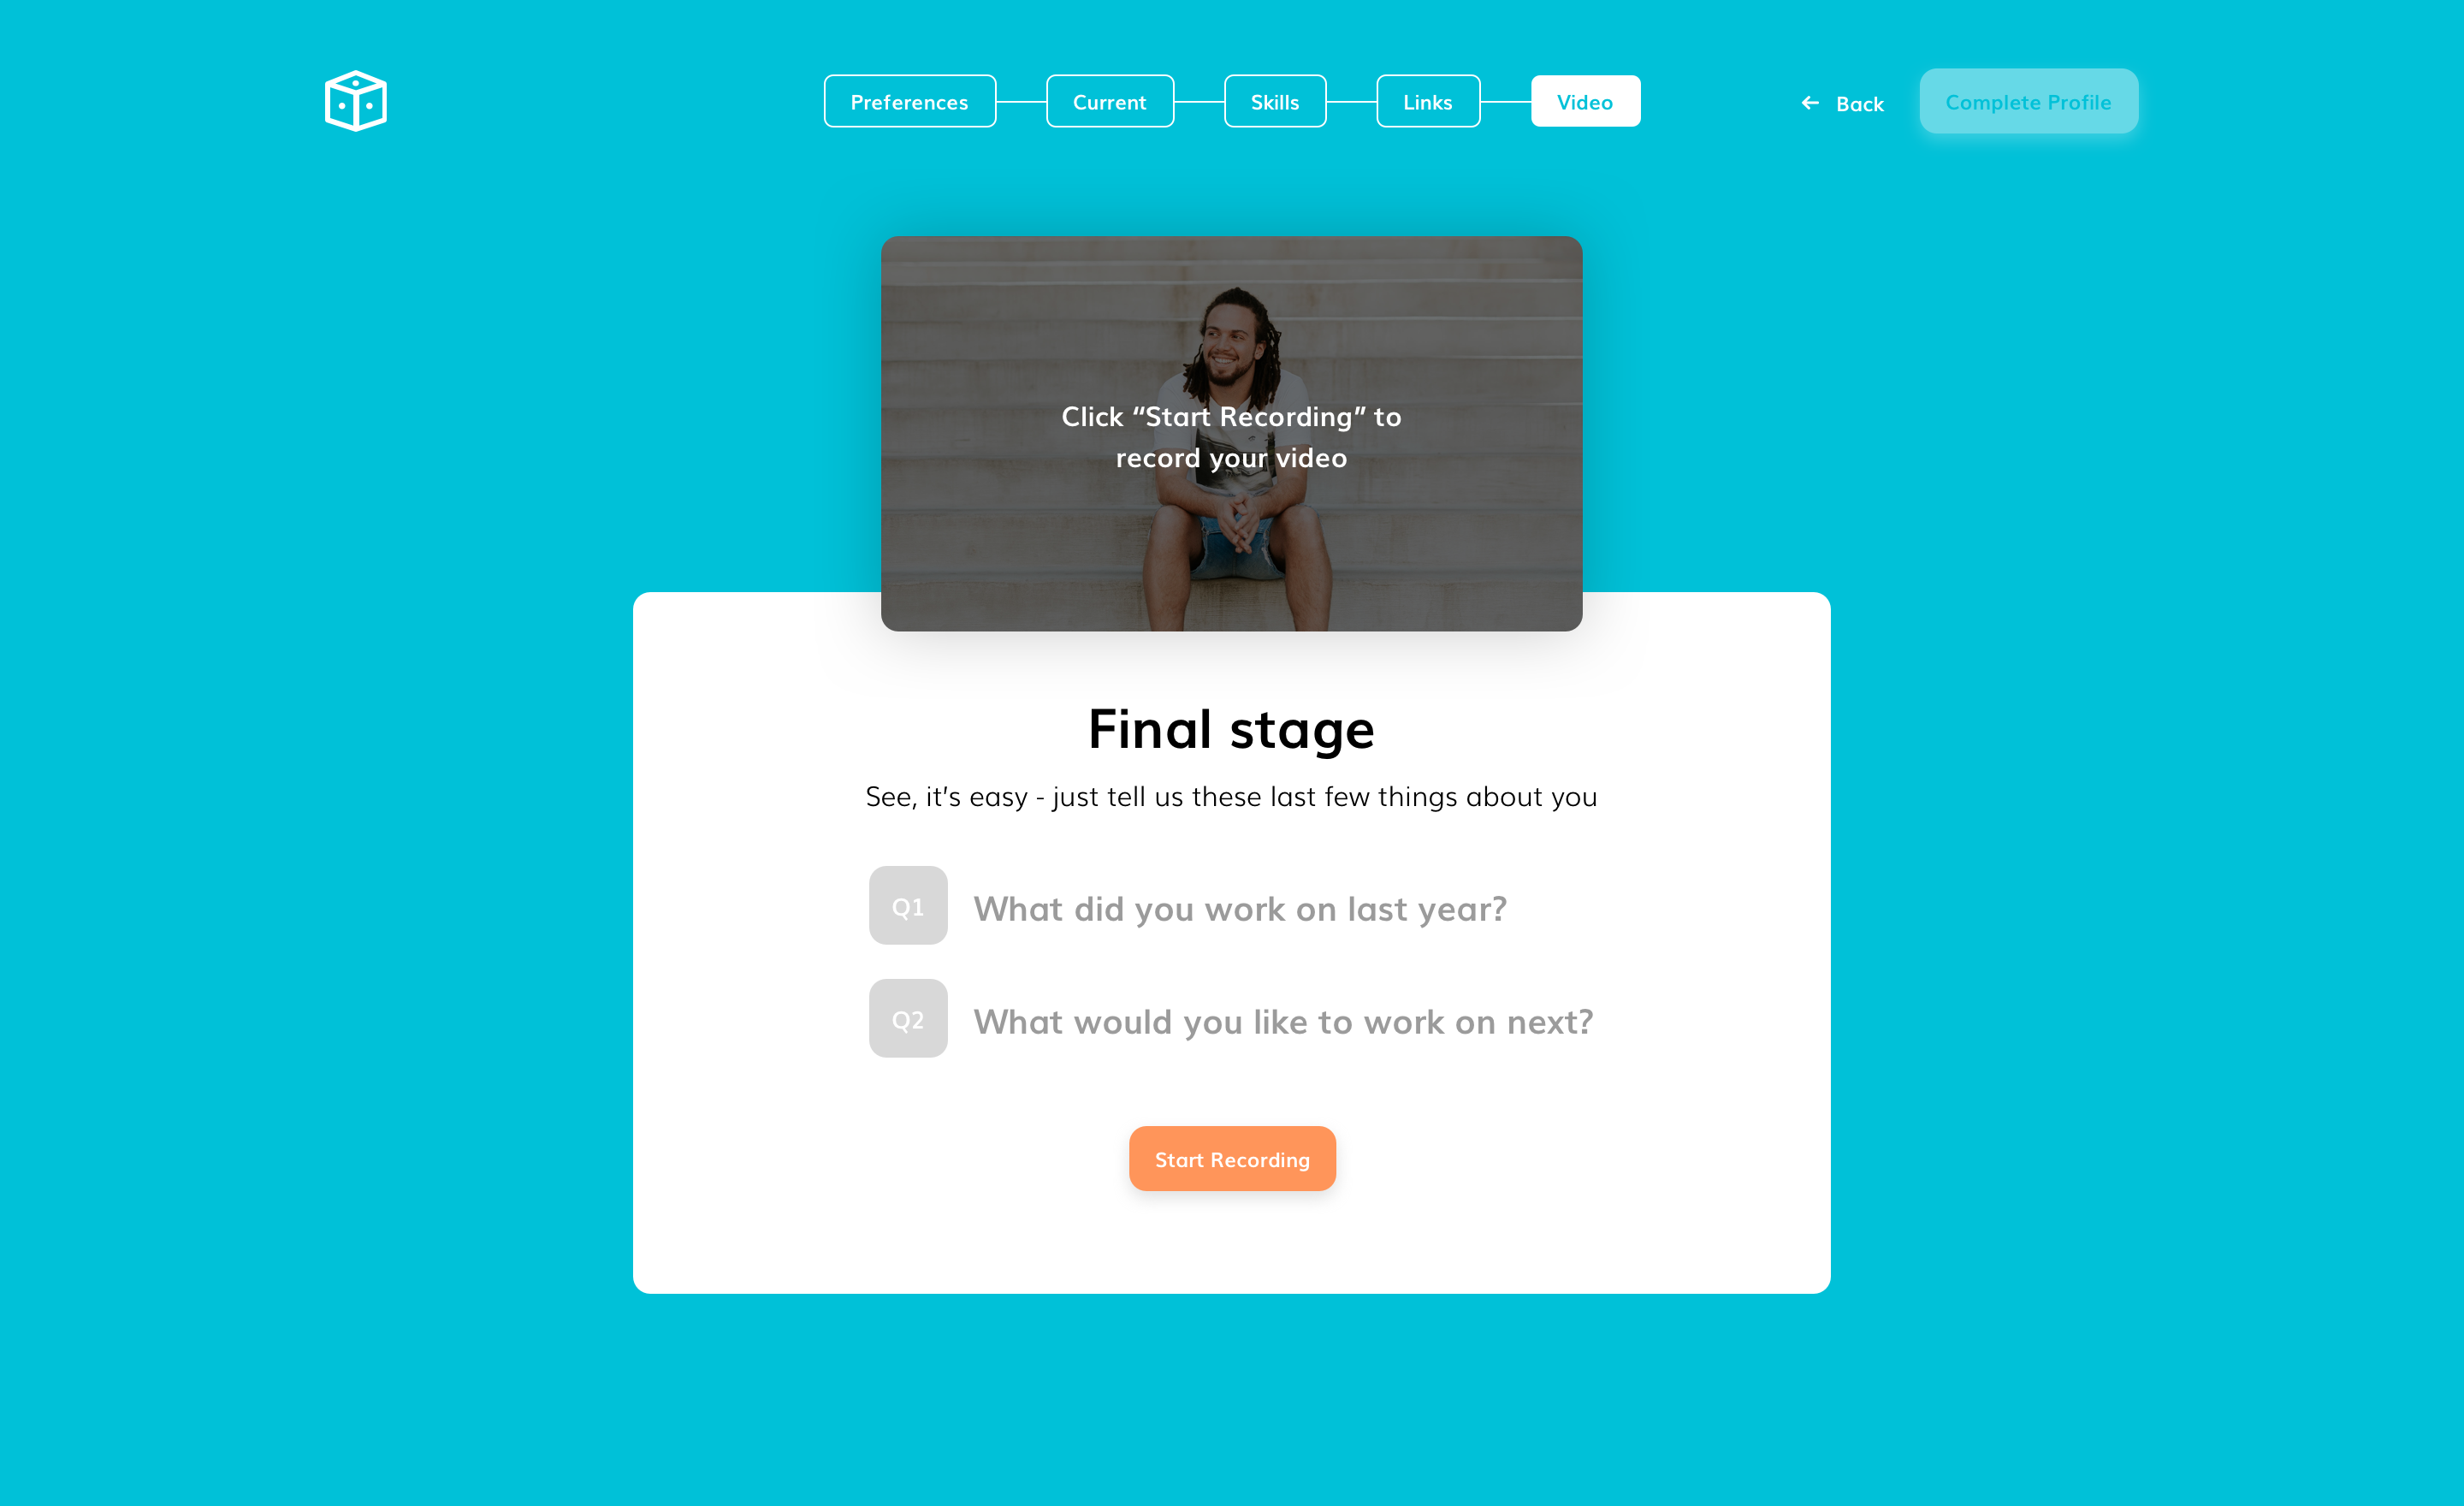 Preferences
Current
Skills
Links
Video
Back
Complete Profile
Click “Start Recording” to
record your video
Final stage
See, it’s easy - just tell us these last few things about you
Q1
What did you work on last year?
Q2
What would you like to work on next?
Start Recording